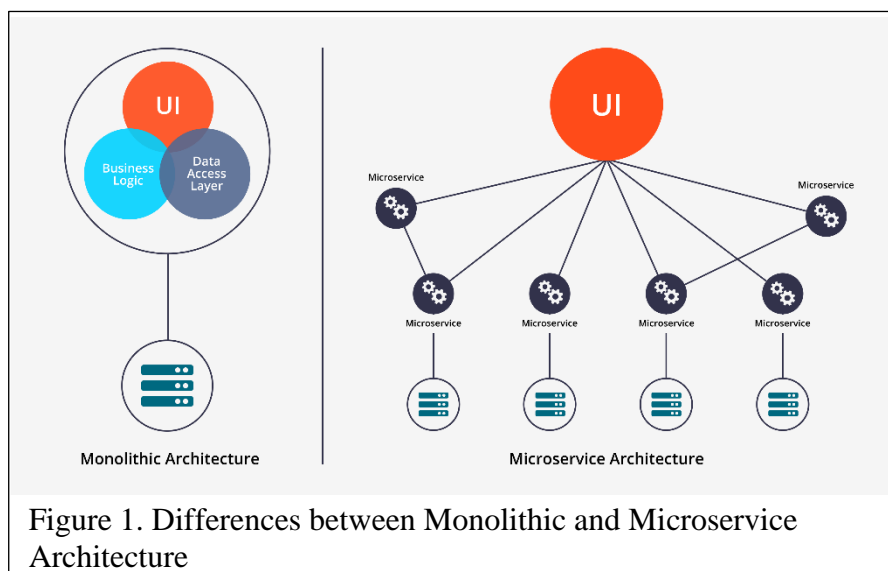 UI
Business
Logic
Data
Access
Layer
Monolithic Architecture
UI
Microservice
Microservice
Microservice
Microservice
Microservice
Microservice
Microservice Architecture
Figure 1. Differences between Monolithic and Microservice
Architecture